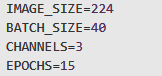 IMAGE_SIZE=224
BATCH_SIZE=40
CHANNELS=3
EPOCHS=15